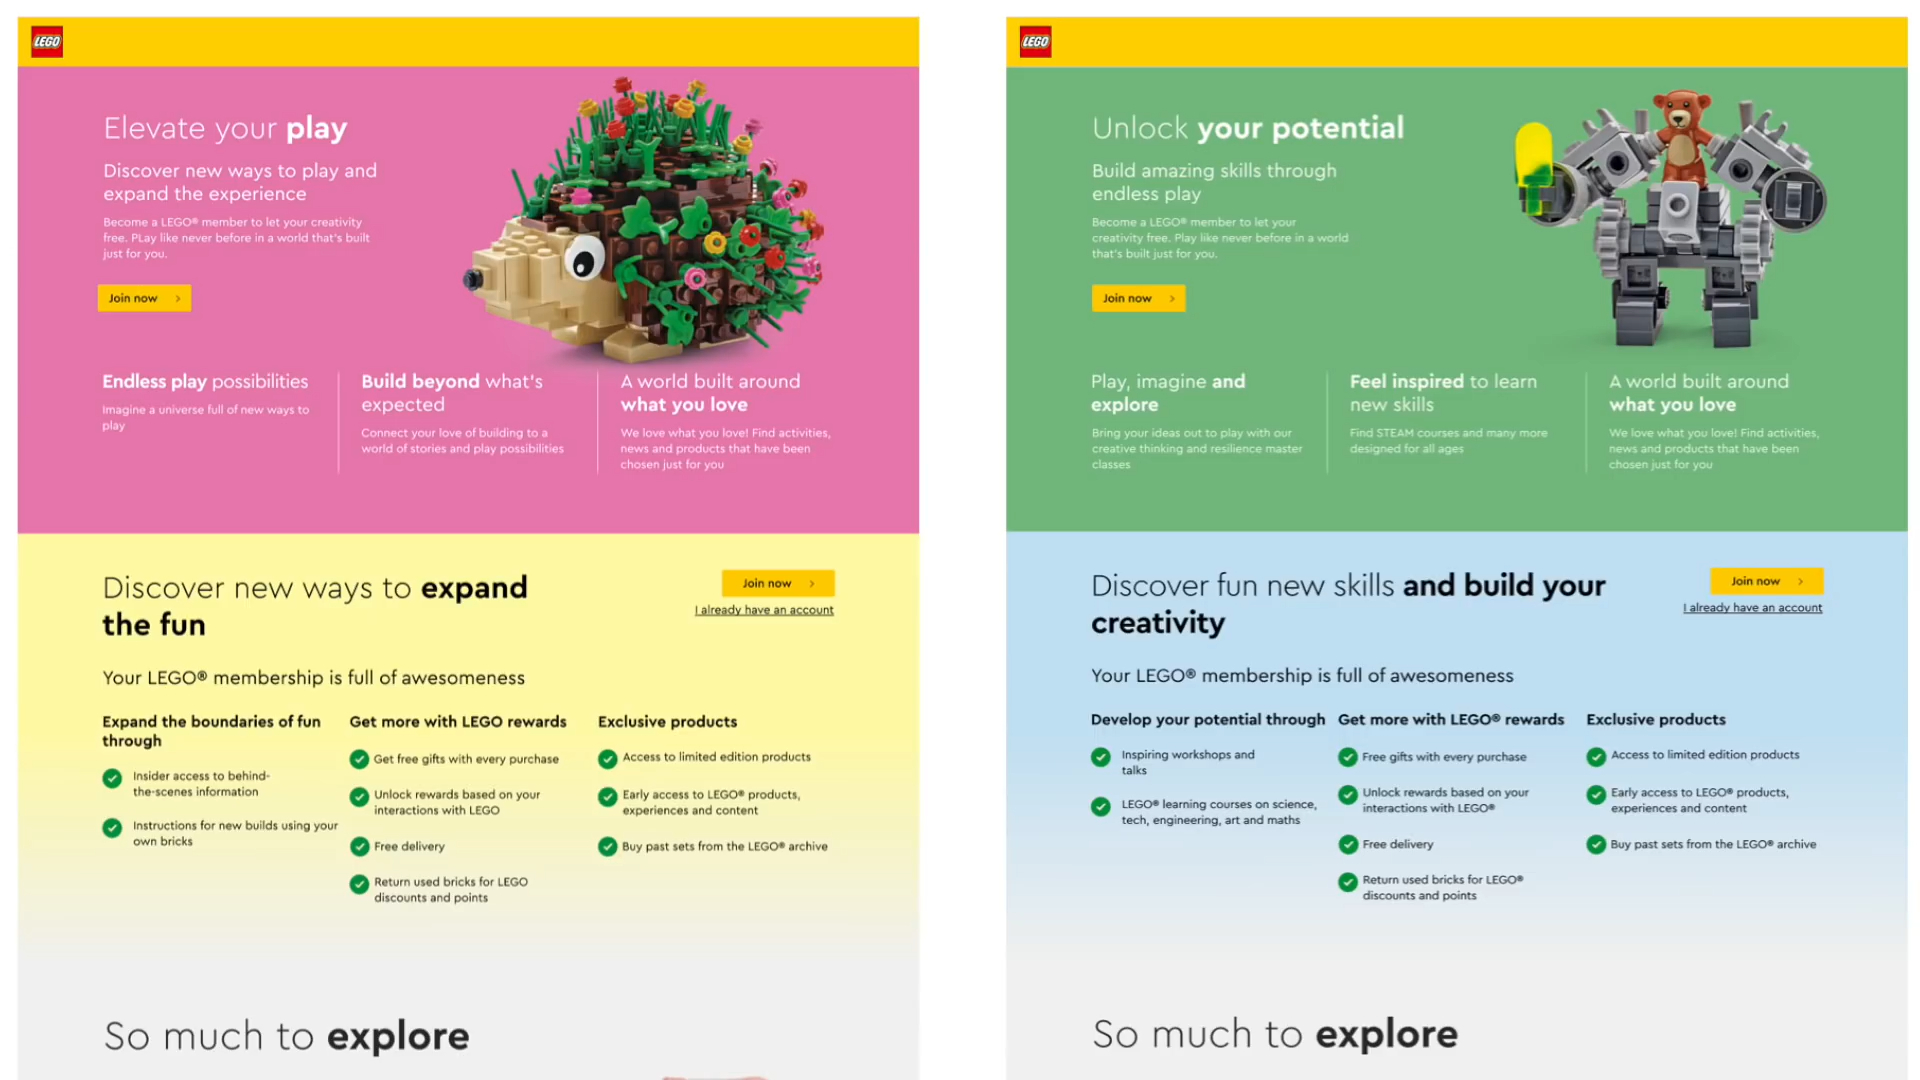 LEGO
Elevate your play
Discover new ways to play and
expand the experience
Become a LEGO® member to let your creativity
free. PLay like never before in a world that's built
just for you.
Join now
Endless play possibilities
Imagine a universe full of new ways to
play
Build beyond what's
expected
Connect your love of building to a
world of stories and play possibilities
A world built around
what you love
We love what you love! Find activities,
news and products that have been
chosen just for you
Discover new ways to expand
the fun
Join now
I already have an account
Your LEGO® membership is full of awesomeness
Expand the boundaries of fun
through
Insider access to behind-
the-scenes information
Instructions for new builds using your
own bricks
Get more with LEGO rewards
Get free gifts with every purchase
Unlock rewards based on your
interactions with LEGO
Free delivery
Return used bricks for LEGO
discounts and points
Exclusive products
Access to limited edition products
Early access to LEGO® products,
experiences and content
Buy past sets from the LEGO® archive
So much to explore
LEGO
Unlock your potential
Build amazing skills through
endless play
Become a LEGO® member to let your
creativity free. Play like never before in a world
that's built just for you.
Join now
Play, imagine and
explore
Bring your ideas out to play with our
creative thinking and resilience master
classes
Feel inspired to learn
new skills
Find STEAM courses and many more
designed for all ages
A world built around
what you love
We love what you love! Find activities,
news and products that have been
chosen just for you
Discover fun new skills and build your
creativity
Join now
I already have an account
Your LEGO® membership is full of awesomeness
Develop your potential through
Inspiring workshops and
talks
LEGO® learning courses on science,
tech, engineering, art and maths
Get more with LEGO® rewards
Free gifts with every purchase
Unlock rewards based on your
interactions with LEGO®
Free delivery
Return used bricks for LEGO®
discounts and points
Exclusive products
Access to limited edition products
Early access to LEGO® products,
experiences and content
Buy past sets from the LEGO® archive
So much to explore